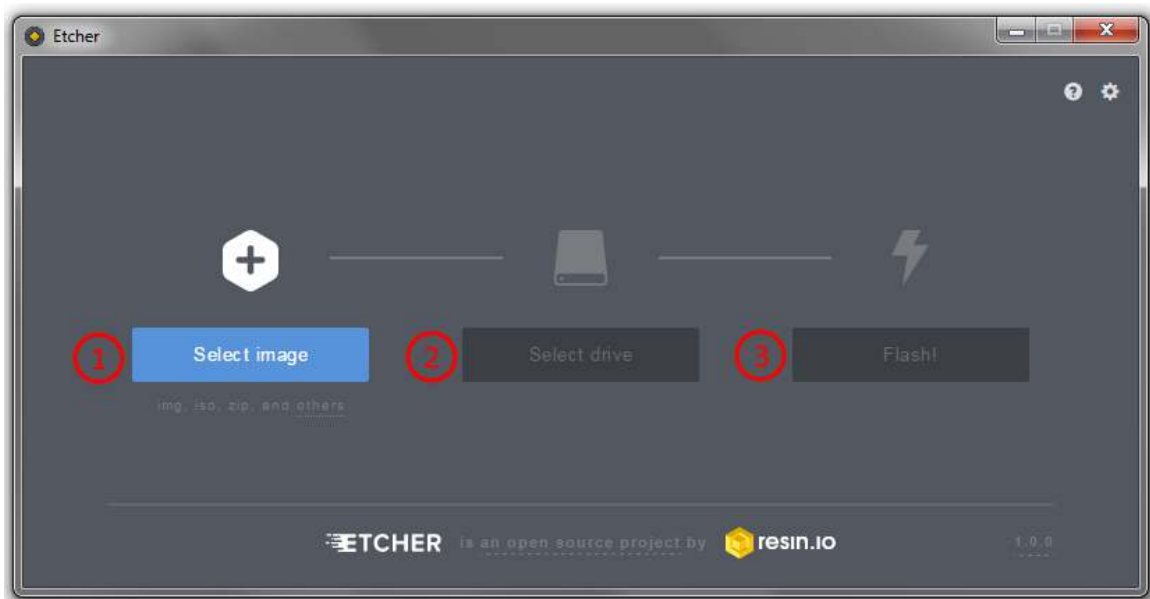 Etcher
1 Select image 2 Select drive 3 Flash!
img, iso, zip, and others
ETCHER is an open source project by resin.io 1.0.0